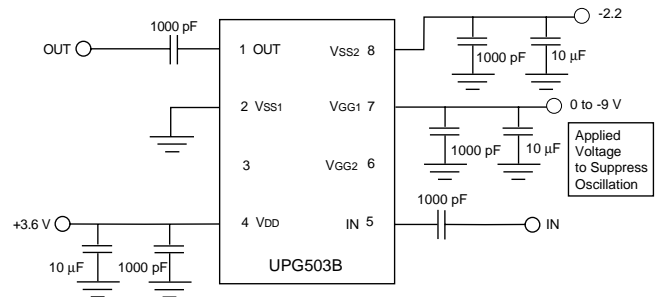 1000 pF
OUT
1 OUT
VSS2 8
-2.2
1000 pF
10 µF
2 VSS1
VGG1 7
0 to -9 V
1000 pF
10 µF
Applied
Voltage
to Suppress
Oscillation
3
VGG2 6
1000 pF
+3.6 V
4 VDD
IN 5
IN
10 µF
1000 pF
UPG503B